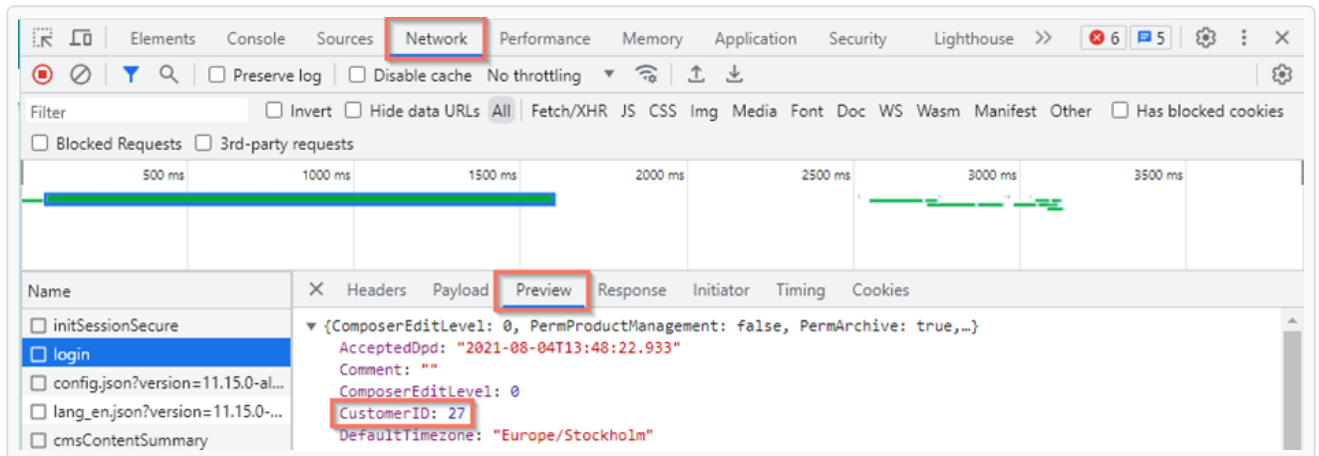 Elements Console Sources Network Performance Memory Application Security Lighthouse >> 6 5
Preserve log Disable cache No throttling
Filter Invert Hide data URLs All Fetch/XHR JS CSS Img Media Font Doc WS Wasm Manifest Other Has blocked cookies
Blocked Requests 3rd-party requests
500 ms 1000 ms 1500 ms 2000 ms 2500 ms 3000 ms 3500 ms
Name Headers Payload Preview Response Initiator Timing Cookies
initSessionSecure
login
config.json?version=11.15.0-al...
lang_en.json?version=11.15.0-...
cmsContentSummary
{ComposerEditLevel: 0, PermProductManagement: false, PermArchive: true,…}
AcceptedDpd: "2021-08-04T13:48:22.933"
Comment: ""
ComposerEditLevel: 0
CustomerID: 27
DefaultTimezone: "Europe/Stockholm"